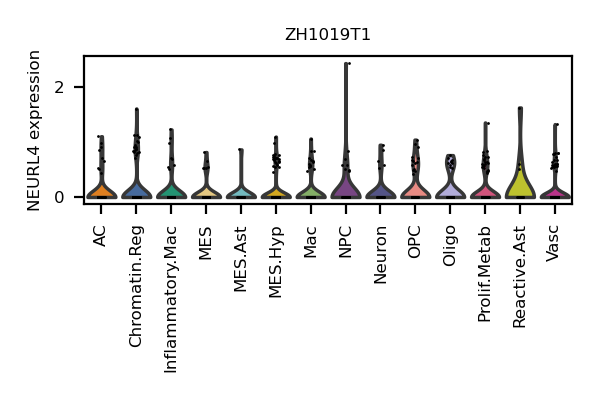 ZH1019T1
NEURL4 expression
2
0
AC
Chromatin.Reg
Inflammatory.Mac
MES
MES.Ast
MES.Hyp
Mac
NPC
Neuron
OPC
Oligo
Prolif.Metab
Reactive.Ast
Vasc